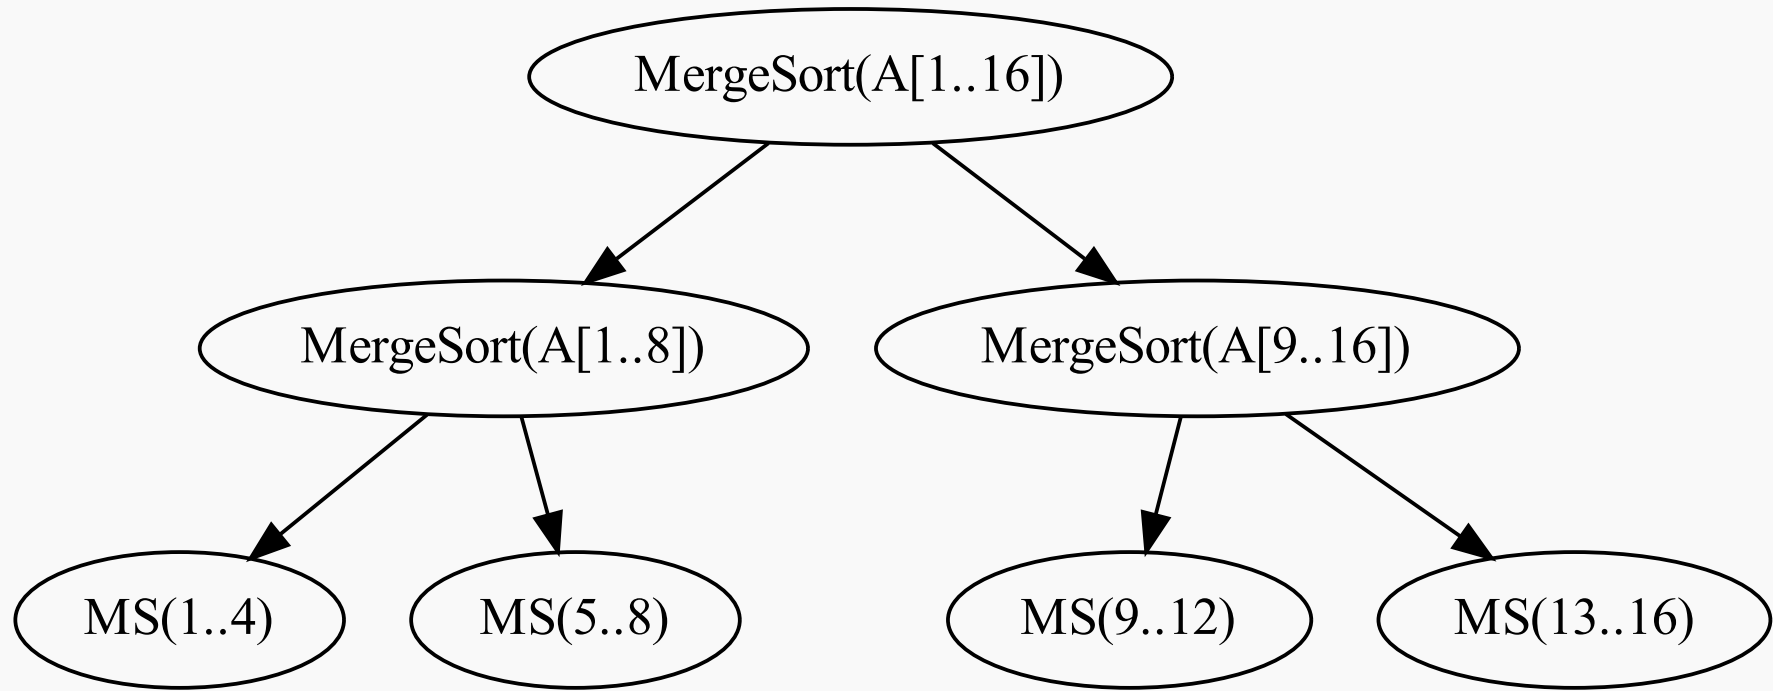 MergeSort(A[1..16])
MergeSort(A[1..8])
MergeSort(A[9..16])
MS(1..4)
MS(5..8)
MS(9..12)
MS(13..16)